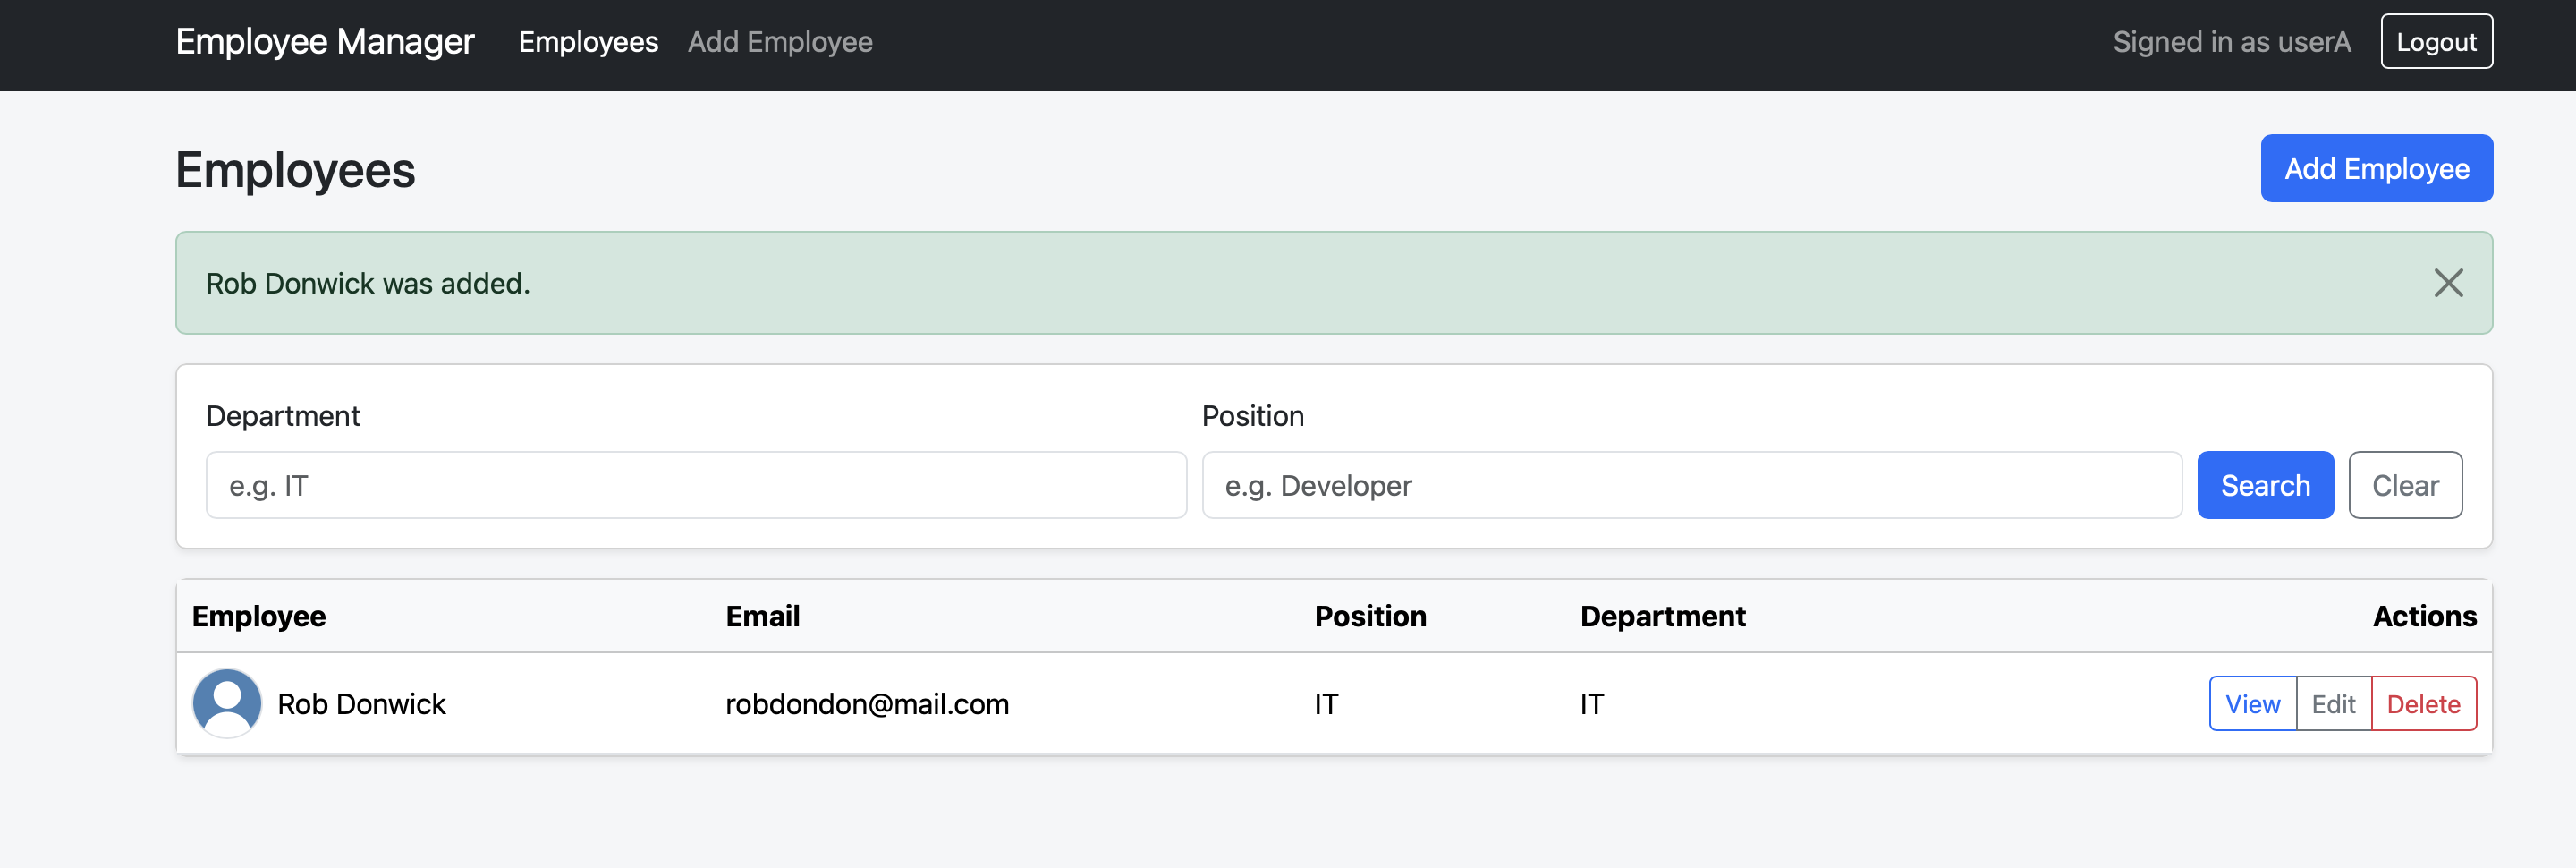 Employee Manager Employees Add Employee Signed in as userA Logout
Employees Add Employee
Rob Donwick was added.
Department Position
e.g. IT e.g. Developer Search Clear
Employee Email Position Department Actions
Rob Donwick robdondon@mail.com IT IT View Edit Delete